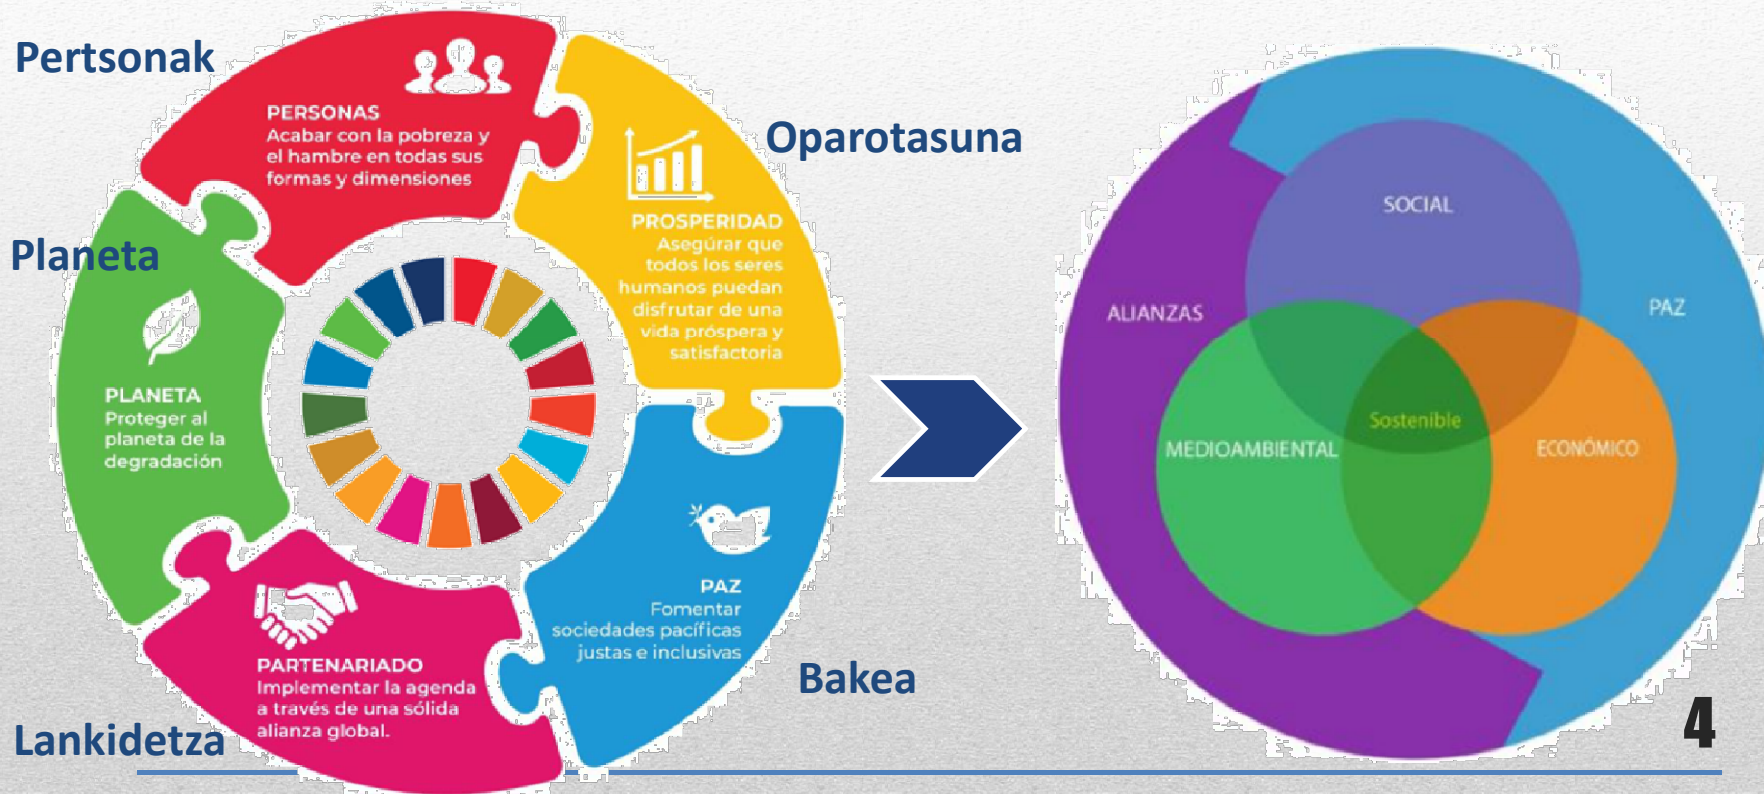 Pertsonak
PERSONAS
Acabar con la pobreza y
el hambre en todas sus
formas y dimensiones
Oparotasuna
PROSPERIDAD
Asegúrar que
todos los seres
humanos puedan
disfrutar de una
vida próspera y
satisfactoria
Planeta
PLANETA
Proteger al
planeta de la
degradación
PAZ
Fomentar
sociedades pacíficas
justas e inclusivas
Bakea
PARTENARIADO
Implementar la agenda
a través de una sólida
alianza global.
Lankidetza
SOCIAL
ALIANZAS
PAZ
Sostenible
MEDIOAMBIENTAL
ECONÓMICO
4